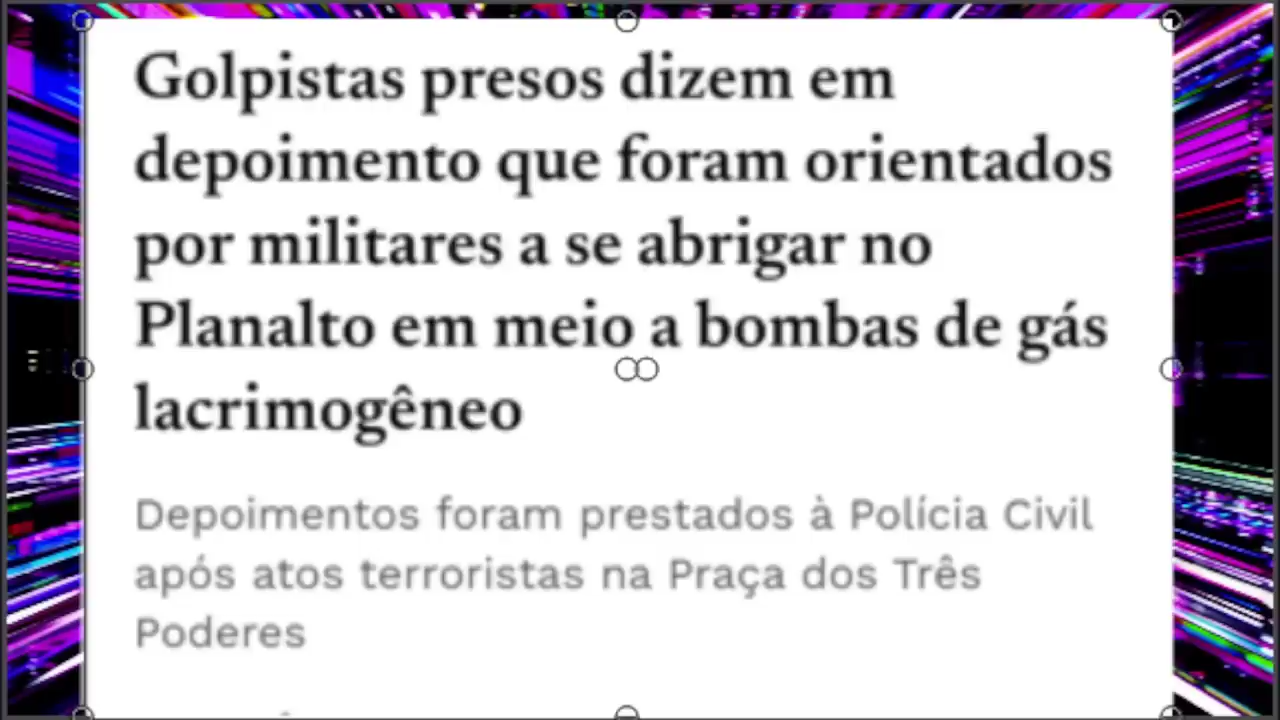 Golpistas presos dizem em
depoimento que foram orientados
por militares a se abrigar no
Planalto em meio a bombas de gás
lacrimogêneo
Depoimentos foram prestados à Polícia Civil
após atos terroristas na Praça dos Três
Poderes